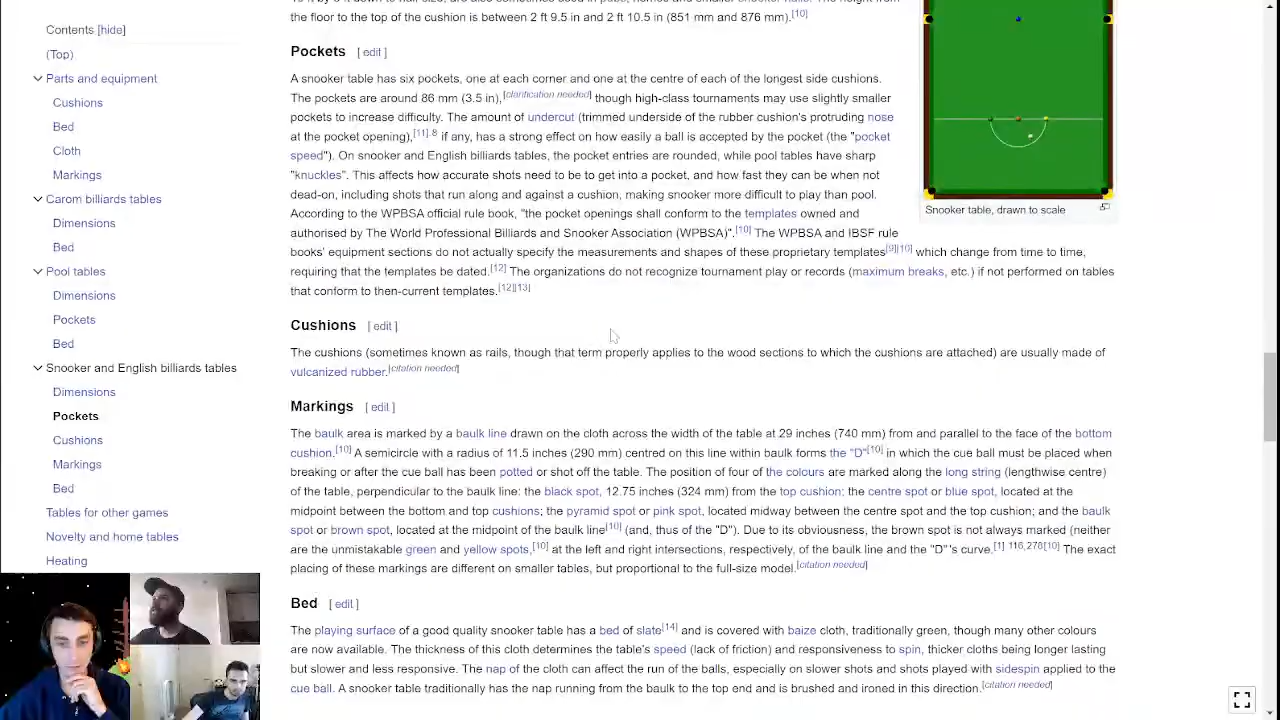 Contents [hide]
(Top)
Parts and equipment
Cushions
Bed
Cloth
Markings
Carom billiards tables
Dimensions
Bed
Pool tables
Dimensions
Pockets
Bed
Snooker and English billiards tables
Dimensions
Pockets
Cushions
Markings
Bed
Tables for other games
Novelty and home tables
Heating
the floor to the top of the cushion is between 2 ft 9.5 in and 2 ft 10.5 in (851 mm and 876 mm).[10]
Pockets [ edit ]
A snooker table has six pockets, one at each corner and one at the centre of each of the longest side cushions.
The pockets are around 86 mm (3.5 in),[clarification needed] though high-class tournaments may use slightly smaller
pockets to increase difficulty. The amount of undercut (trimmed underside of the rubber cushion's protruding nose
at the pocket opening),[11]:8 if any, has a strong effect on how easily a ball is accepted by the pocket (the "pocket
speed"). On snooker and English billiards tables, the pocket entries are rounded, while pool tables have sharp
"knuckles". This affects how accurate shots need to be to get into a pocket, and how fast they can be when not
dead-on, including shots that run along and against a cushion, making snooker more difficult to play than pool.
According to the WPBSA official rule book, "the pocket openings shall conform to the templates owned and
authorised by The World Professional Billiards and Snooker Association (WPBSA)".[10] The WPBSA and IBSF rule
books' equipment sections do not actually specify the measurements and shapes of these proprietary templates[9][10] which change from time to time,
requiring that the templates be dated.[12] The organizations do not recognize tournament play or records (maximum breaks, etc.) if not performed on tables
that conform to then-current templates.[12][13]
Snooker table, drawn to scale
Cushions [ edit ]
The cushions (sometimes known as rails, though that term properly applies to the wood sections to which the cushions are attached) are usually made of
vulcanized rubber.[citation needed]
Markings [ edit ]
The baulk area is marked by a baulk line drawn on the cloth across the width of the table at 29 inches (740 mm) from and parallel to the face of the bottom
cushion.[10] A semicircle with a radius of 11.5 inches (290 mm) centred on this line within baulk forms the "D"[10] in which the cue ball must be placed when
breaking or after the cue ball has been potted or shot off the table. The position of four of the colours are marked along the long string (lengthwise centre)
of the table, perpendicular to the baulk line: the black spot, 12.75 inches (324 mm) from the top cushion; the centre spot or blue spot, located at the
midpoint between the bottom and top cushions; the pyramid spot or pink spot, located midway between the centre spot and the top cushion; and the baulk
spot or brown spot, located at the midpoint of the baulk line[10] (and, thus of the "D"). Due to its obviousness, the brown spot is not always marked (neither
are the unmistakable green and yellow spots,[10] at the left and right intersections, respectively, of the baulk line and the "D"'s curve.[1]:116,278[10] The exact
placing of these markings are different on smaller tables, but proportional to the full-size model.[citation needed]
Bed [ edit ]
The playing surface of a good quality snooker table has a bed of slate[14] and is covered with baize cloth, traditionally green, though many other colours
are now available. The thickness of this cloth determines the table's speed (lack of friction) and responsiveness to spin, thicker cloths being longer lasting
but slower and less responsive. The nap of the cloth can affect the run of the balls, especially on slower shots and shots played with sidespin applied to the
cue ball. A snooker table traditionally has the nap running from the baulk to the top end and is brushed and ironed in this direction.[citation needed]